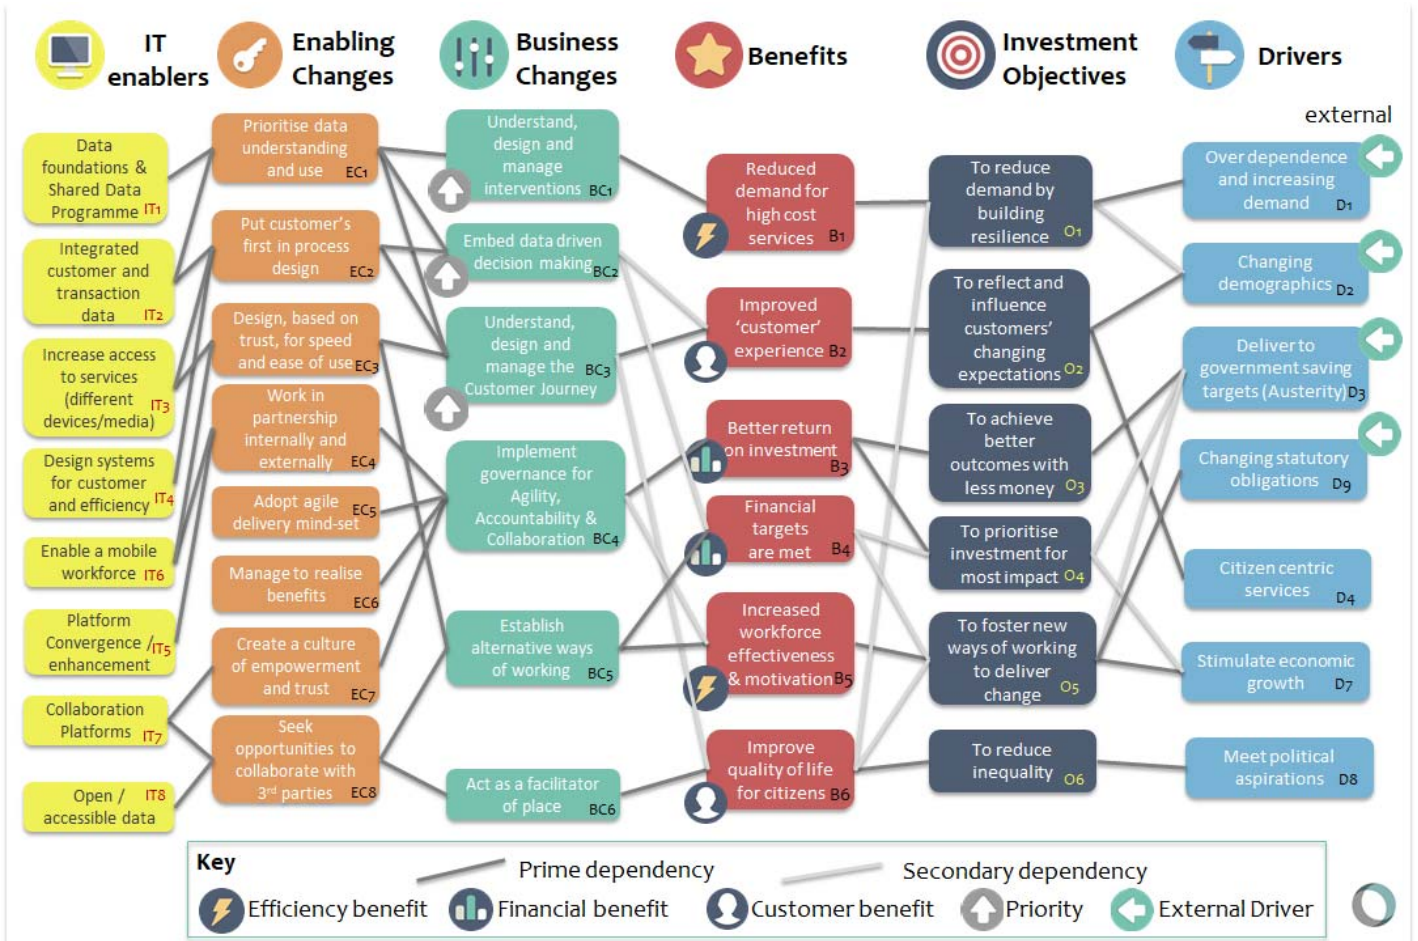 IT
enablers
Enabling
Changes
Business
Changes
Benefits
Investment
Objectives
Drivers
external
Data
foundations &
Shared Data
Programme IT1
Integrated
customer and
transaction
data IT2
Increase access
to services
(different IT3
devices/media)
Design systems
for customer
and efficiency IT4
Enable a mobile
workforce IT6
Platform
Convergence / IT5
enhancement
Collaboration
Platforms IT7
Open / IT8
accessible data
Prioritise data
understanding
and use EC1
Put customer's
first in process
design EC2
Design, based on
trust, for speed
and ease of use EC3
Work in
partnership
internally and
externally EC4
Adopt agile EC5
delivery mind-set
Manage to realise
benefits EC6
Create a culture
of empowerment
and trust EC7
Seek
opportunities to
collaborate with
3rd parties EC8
Understand,
design and
manage
interventions BC1
Embed data driven
decision making BC2
Understand,
design and
manage the BC3
Customer Journey
Implement
governance for
Agility,
Accountability &
Collaboration BC4
Establish
alternative ways
of working BC5
Act as a facilitator
of place BC6
Reduced
demand for
high cost
services B1
Improved
'customer'
experience B2
Better return
on investment
B3
Financial
targets
are met B4
Increased
workforce
effectiveness
& motivation B5
Improve
quality of life
for citizens B6
To reduce
demand by
building
resilience O1
To reflect and
influence
customers'
changing
expectations O2
To achieve
better
outcomes with
less money O3
To prioritise
investment for
most impact O4
To foster new
ways of working
to deliver
change O5
To reduce
inequality O6
Over dependence
and increasing
demand D1
Changing
demographics D2
Deliver to
government saving
targets (Austerity) D3
Changing statutory
obligations D9
Citizen centric
services D4
Stimulate economic
growth D7
Meet political
aspirations D8
Key
Prime dependency
Secondary dependency
Efficiency benefit
Financial benefit
Customer benefit
Priority
External Driver